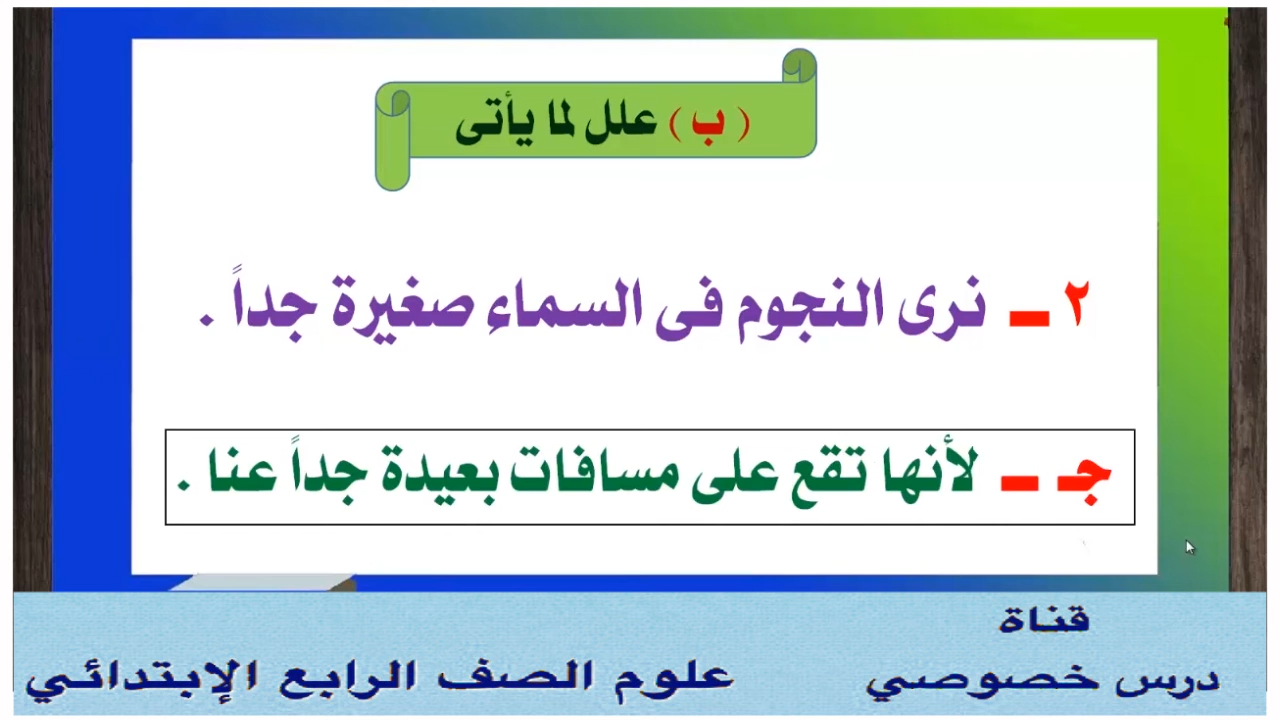 (ب) علل لما يأتى
٢ ـ نرى النجوم فى السماء صغيرة جداً .
جـ ـ لأنها تقع على مسافات بعيدة جداً عنا .
قناة
درس خصوصي
علوم الصف الرابع الإبتدائي